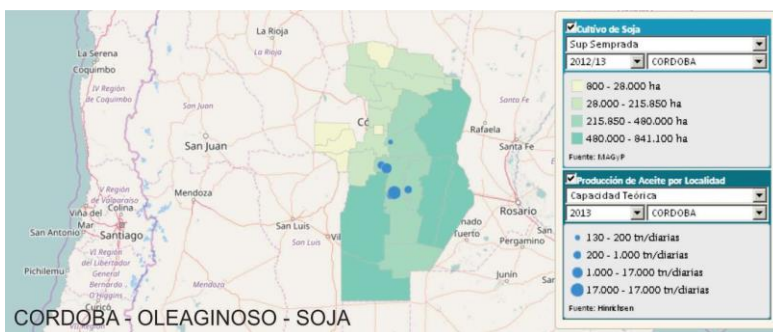 La Rioja
La Rioja
La Serena
Coquimbo
IV Región
de Coquimbo
San Juan
San Juan
Santa Fe
Rafaela
Santa Fe
Mendoza
V Región
de Valparaíso
Viña del
Mar
Colina
San Antonio
Santiago
San Luis
San Luis
Rosario
Tuerto
Pergamino
VI Región
del Libertador
General
Bernardo
O'Higgins
Pichilemu
Mendoza
Junín
Curicó
CORDOBA - OLEAGINOSO - SOJA
Cultivo de Soja
Sup Semprada
2012/13 CORDOBA
800 - 28.000 ha
28.000 - 215.850 ha
215.850 - 480.000 ha
480.000 - 841.100 ha
Fuente: MAGyP
Producción de Aceite por Localidad
Capacidad Teórica
2013 CORDOBA
130 - 200 tn/diarias
200 - 1.000 tn/diarias
1.000 - 17.000 tn/diarias
17.000 - 17.000 tn/diarias
Fuente: Hinrichsen